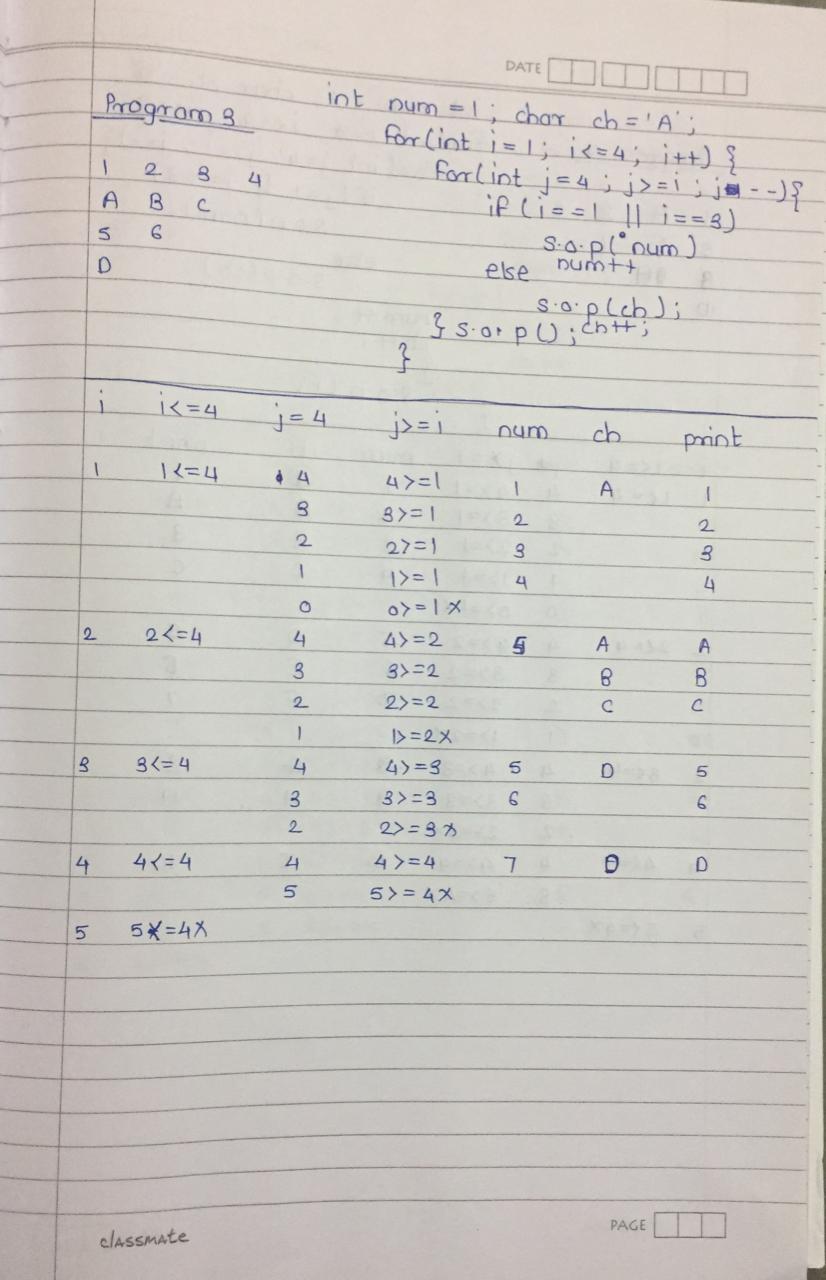 DATE
Program 3
int num = 1 ; char ch = 'A' ;
for(int i = 1; i<=4; i++) {
1 2 3 4
for(int j=4 ; j>=i ; j--){
A B C
if (i==1 || i==3)
5 6
s.o.p(num)
D
else num++
s.o.p(ch);
} s.o.p(); ch++;
}
i i<=4 j=4 j>=i num ch print
1 1<=4 4 4>=1 1 A 1
3 3>=1 2 2
2 2>=1 3 3
1 1>=1 4 4
0 0>=1 x
2 2<=4 4 4>=2 5 A A
3 3>=2 B B
2 2>=2 C C
1 1>=2x
3 3<=4 4 4>=3 5 D 5
3 3>=3 6 6
2 2>=3x
4 4<=4 4 4>=4 7 D D
5 5>=4x
5 5<=4x
classmate
PAGE